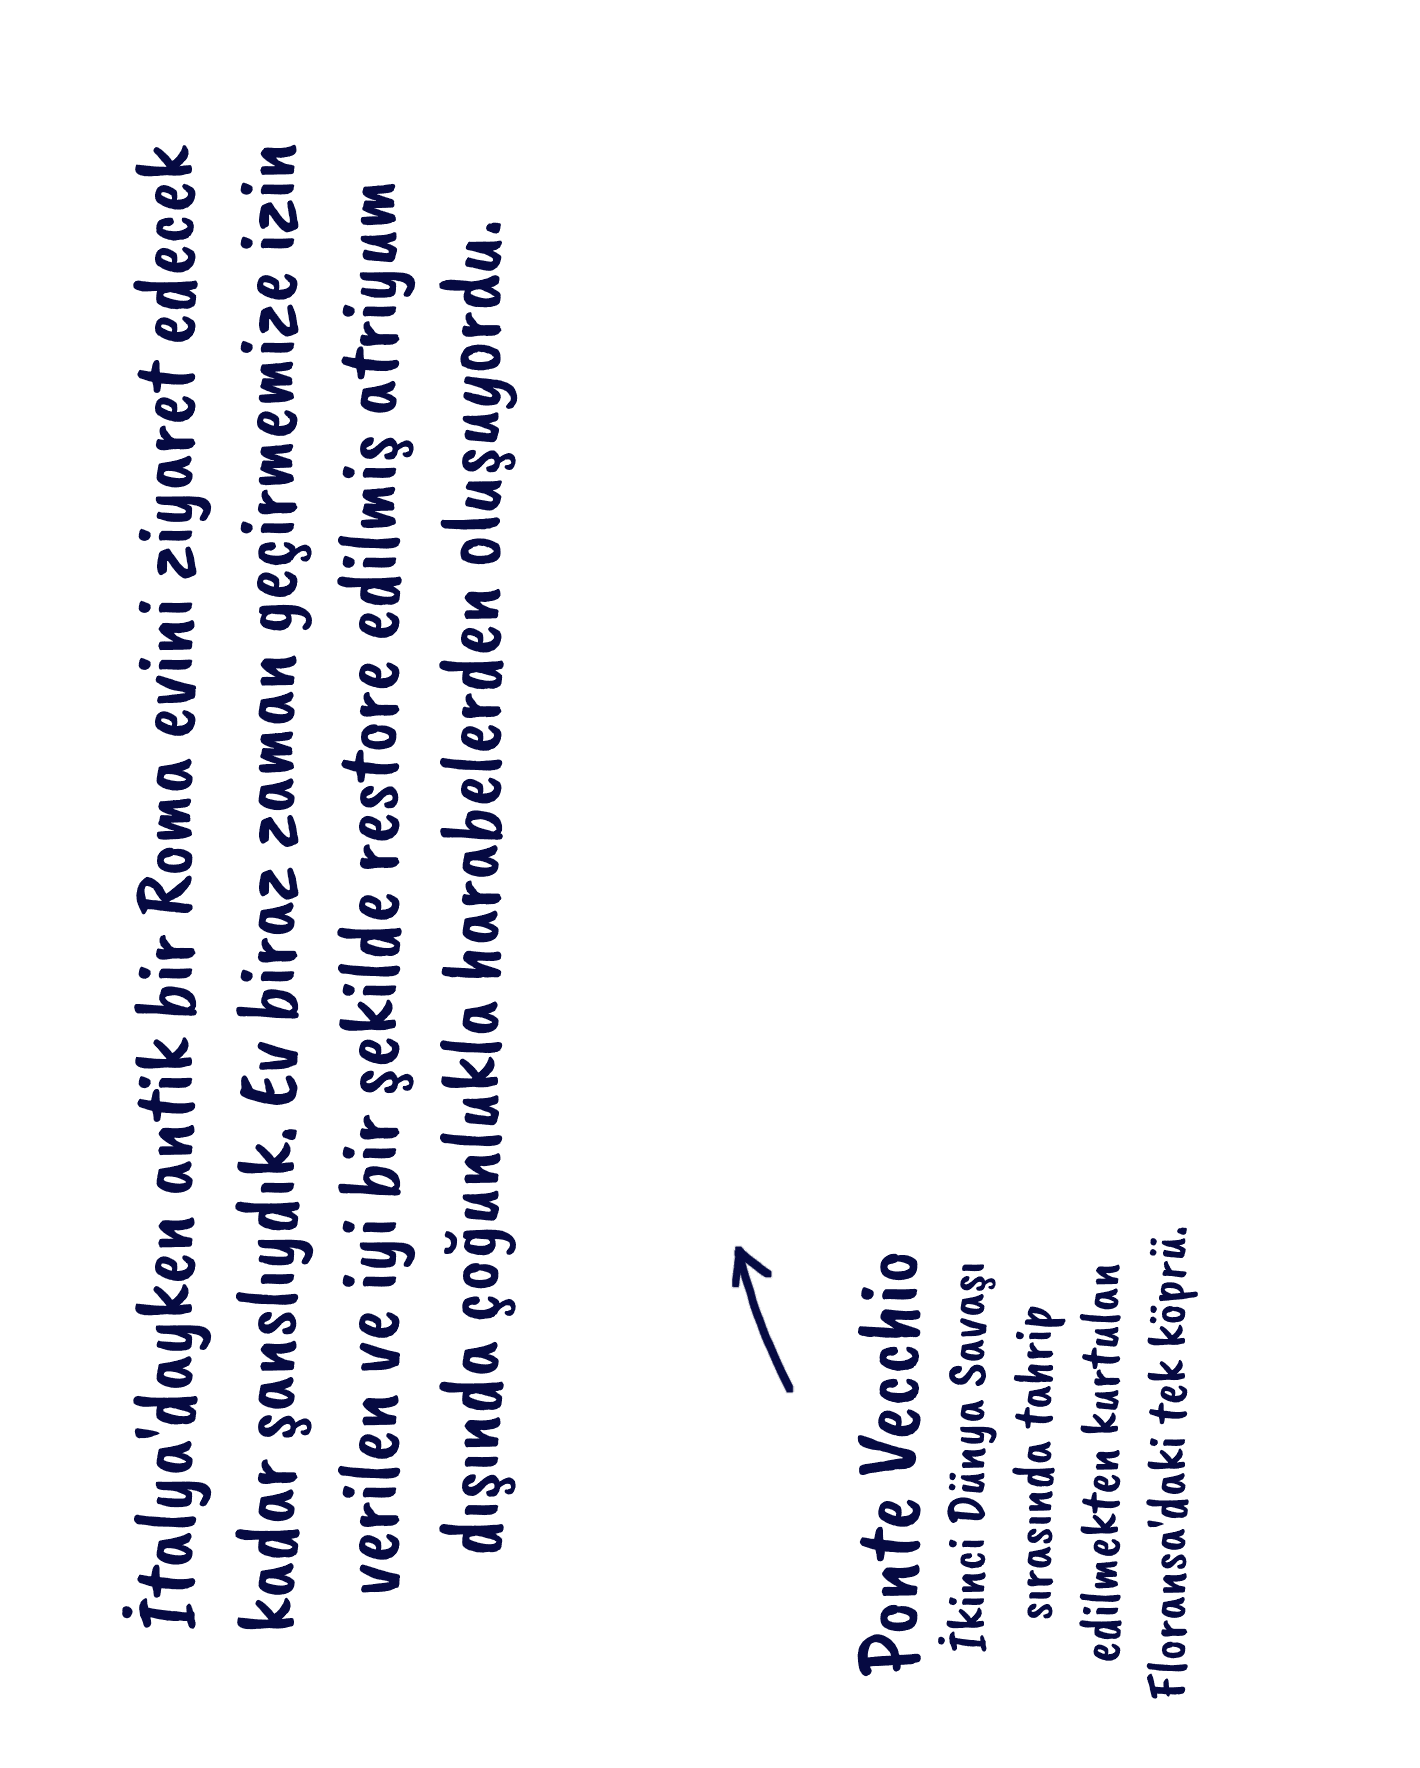 İtalya'dayken antik bir Roma evini ziyaret edecek
kadar şanslıydık. Ev biraz zaman geçirmemize izin
verilen ve iyi bir şekilde restore edilmiş atriyum
dışında çoğunlukla harabelerden oluşuyordu.
Ponte Vecchio
İkinci Dünya Savaşı
sırasında tahrip
edilmekten kurtulan
Floransa'daki tek köprü.